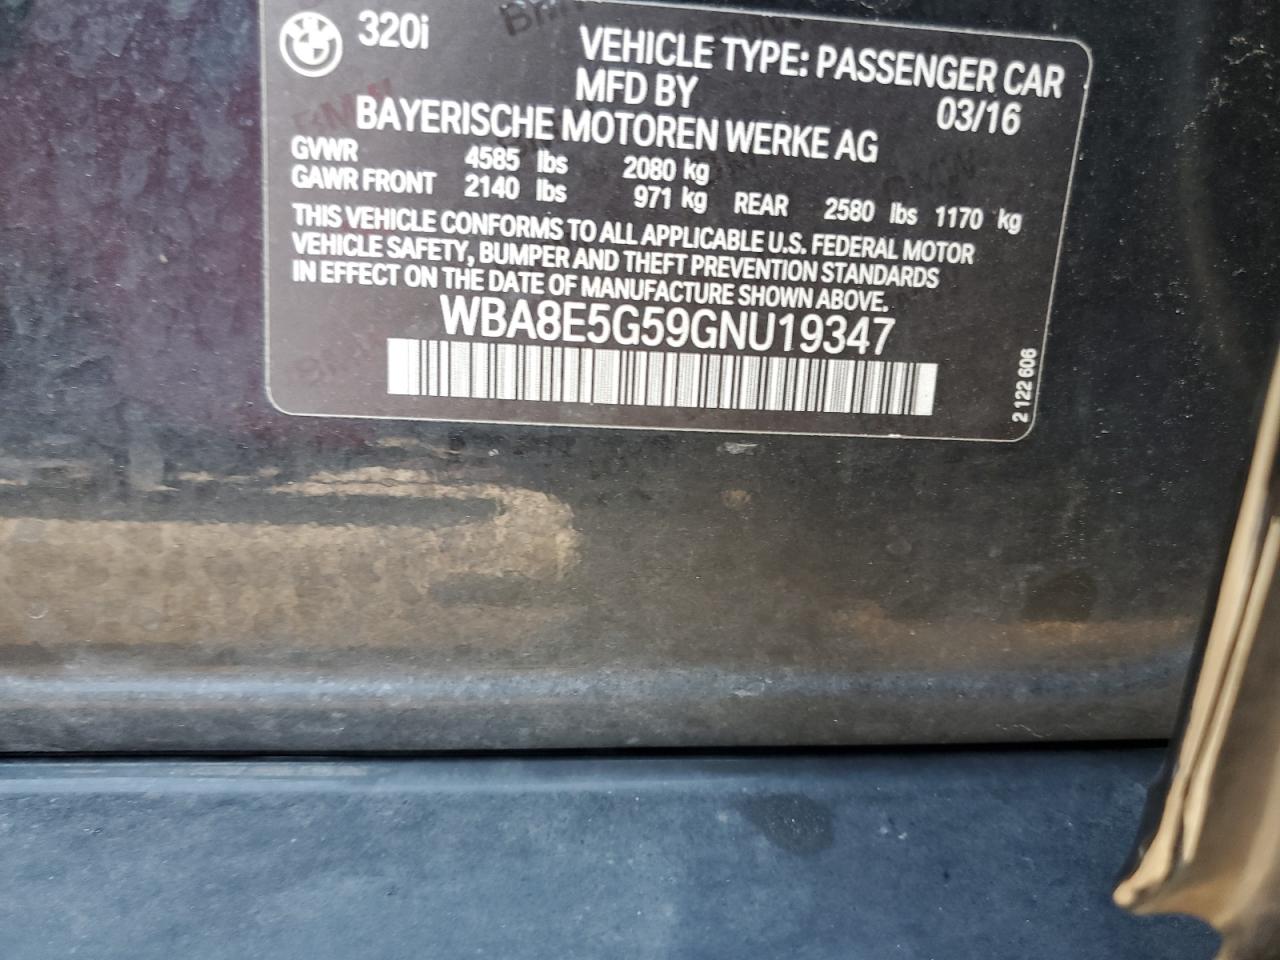 320i
VEHICLE TYPE: PASSENGER CAR
MFD BY
03/16
BAYERISCHE MOTOREN WERKE AG
GVWR 4585 lbs 2080 kg
GAWR FRONT 2140 lbs 971 kg REAR 2580 lbs 1170 kg
THIS VEHICLE CONFORMS TO ALL APPLICABLE U.S. FEDERAL MOTOR
VEHICLE SAFETY, BUMPER AND THEFT PREVENTION STANDARDS
IN EFFECT ON THE DATE OF MANUFACTURE SHOWN ABOVE.
WBA8E5G59GNU19347
2 122 606